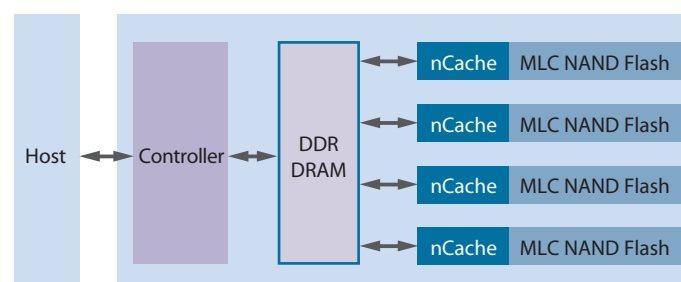 Host
Controller
DDR
DRAM
nCache MLC NAND Flash
nCache MLC NAND Flash
nCache MLC NAND Flash
nCache MLC NAND Flash